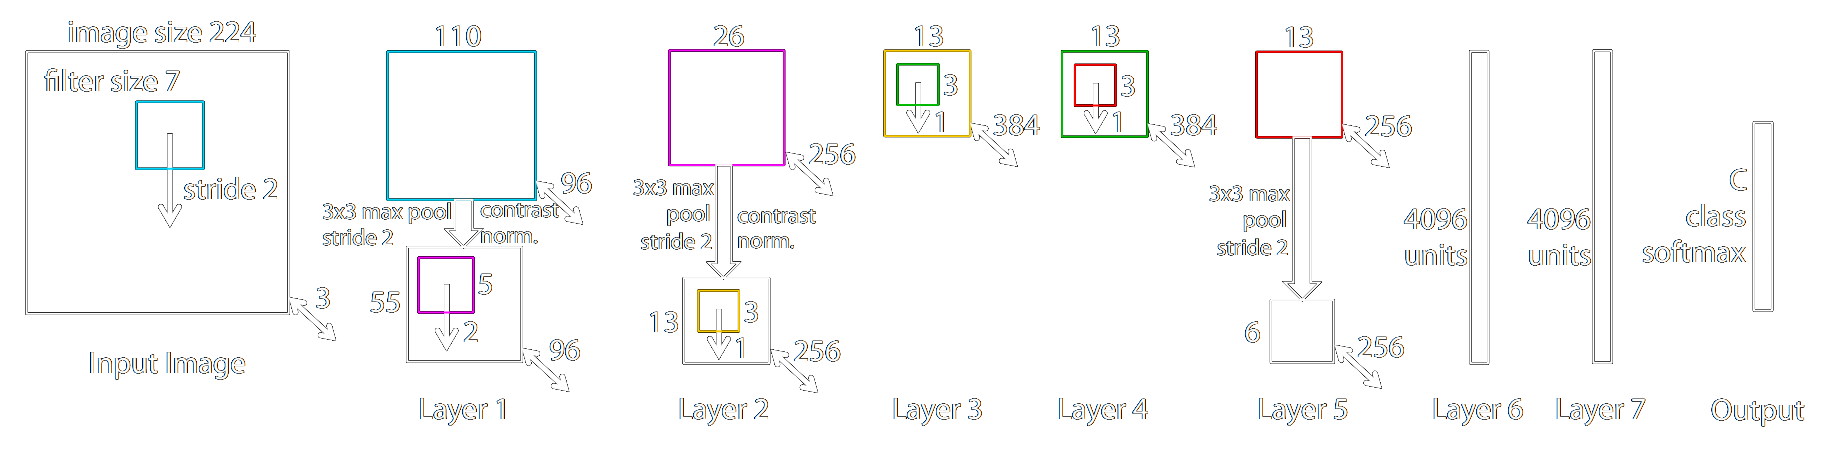 image size 224
filter size 7
stride 2
3
Input Image
110
96
3x3 max pool
stride 2
contrast
norm.
55
5
2
96
Layer 1
26
256
3x3 max
pool
stride 2
contrast
norm.
13
3
1
256
Layer 2
13
3
1
384
Layer 3
13
3
1
384
Layer 4
13
256
3x3 max
pool
stride 2
6
256
Layer 5
4096
units
Layer 6
4096
units
Layer 7
C
class
softmax
Output